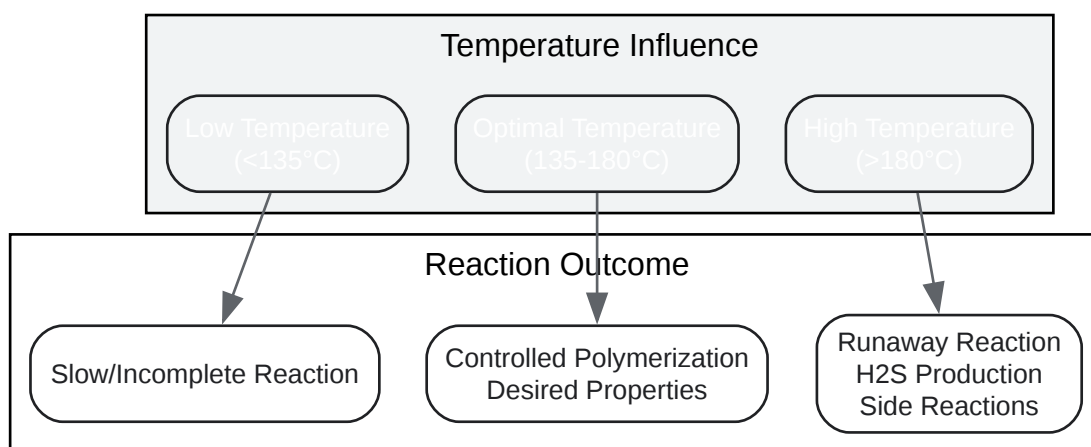 Temperature Influence
Low Temperature
(<135°C)
Optimal Temperature
(135-180°C)
High Temperature
(>180°C)
Reaction Outcome
Slow/Incomplete Reaction
Controlled Polymerization
Desired Properties
Runaway Reaction
H2S Production
Side Reactions